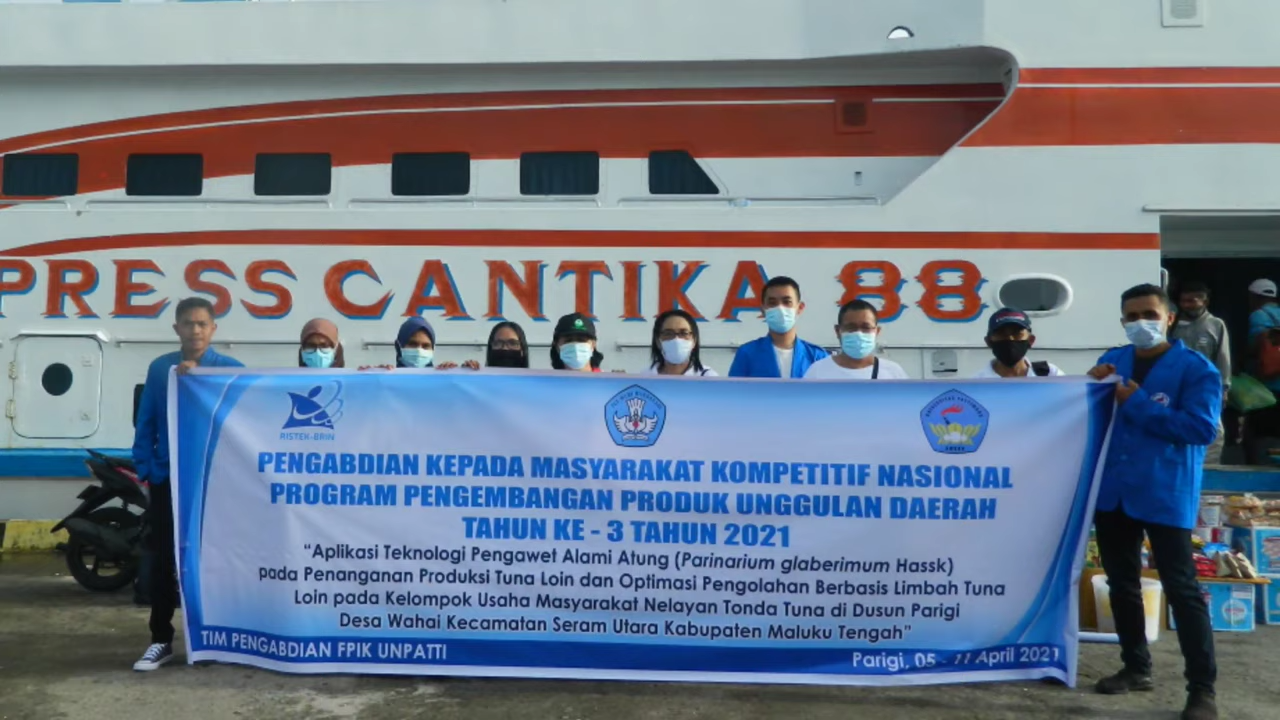 PRESS CANTIKA 88
RISTEK-BRIN
PENGABDIAN KEPADA MASYARAKAT KOMPETITIF NASIONAL
PROGRAM PENGEMBANGAN PRODUK UNGGULAN DAERAH
TAHUN KE - 3 TAHUN 2021
"Aplikasi Teknologi Pengawet Alami Atung (Parinarium glaberimum Hassk)
pada Penanganan Produksi Tuna Loin dan Optimasi Pengolahan Berbasis Limbah Tuna
Loin pada Kelompok Usaha Masyarakat Nelayan Tonda Tuna di Dusun Parigi
Desa Wahai Kecamatan Seram Utara Kabupaten Maluku Tengah"
TIM PENGABDIAN FPIK UNPATTI
Parigi, 05 - 11 April 2021